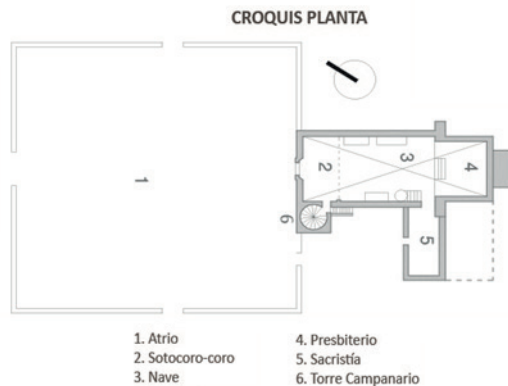 CROQUIS PLANTA
1
2
3
4
5
6
1. Atrio
2. Sotocoro-coro
3. Nave
4. Presbiterio
5. Sacristía
6. Torre Campanario